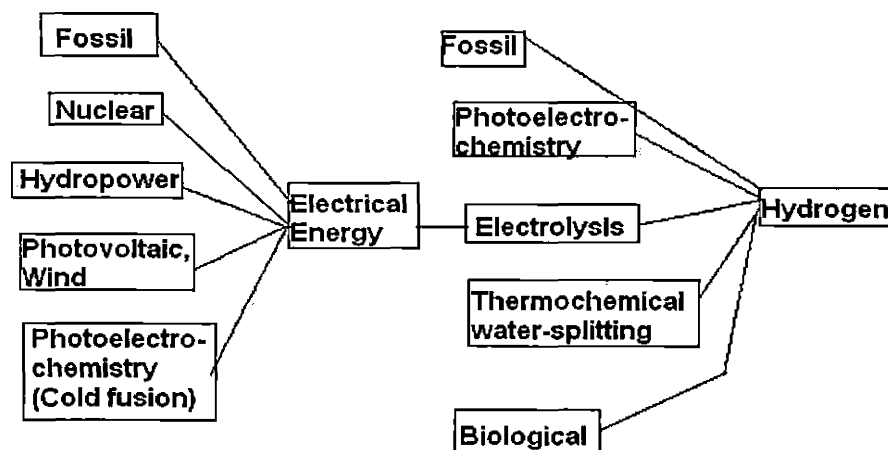 Fossil
Nuclear
Hydropower
Photovoltaic,
Wind
Photoelectro-
chemistry
(Cold fusion)
Electrical
Energy
Fossil
Photoelectro-
chemistry
Electrolysis
Thermochemical
water-splitting
Biological
Hydrogen